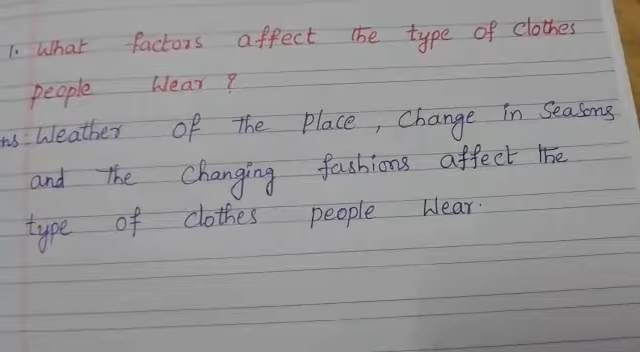 1. What factors affect the type of clothes
people Wear ?
ns: Weather of the place, Change in Seasons
and The Changing fashions affect the
type of clothes people Wear.